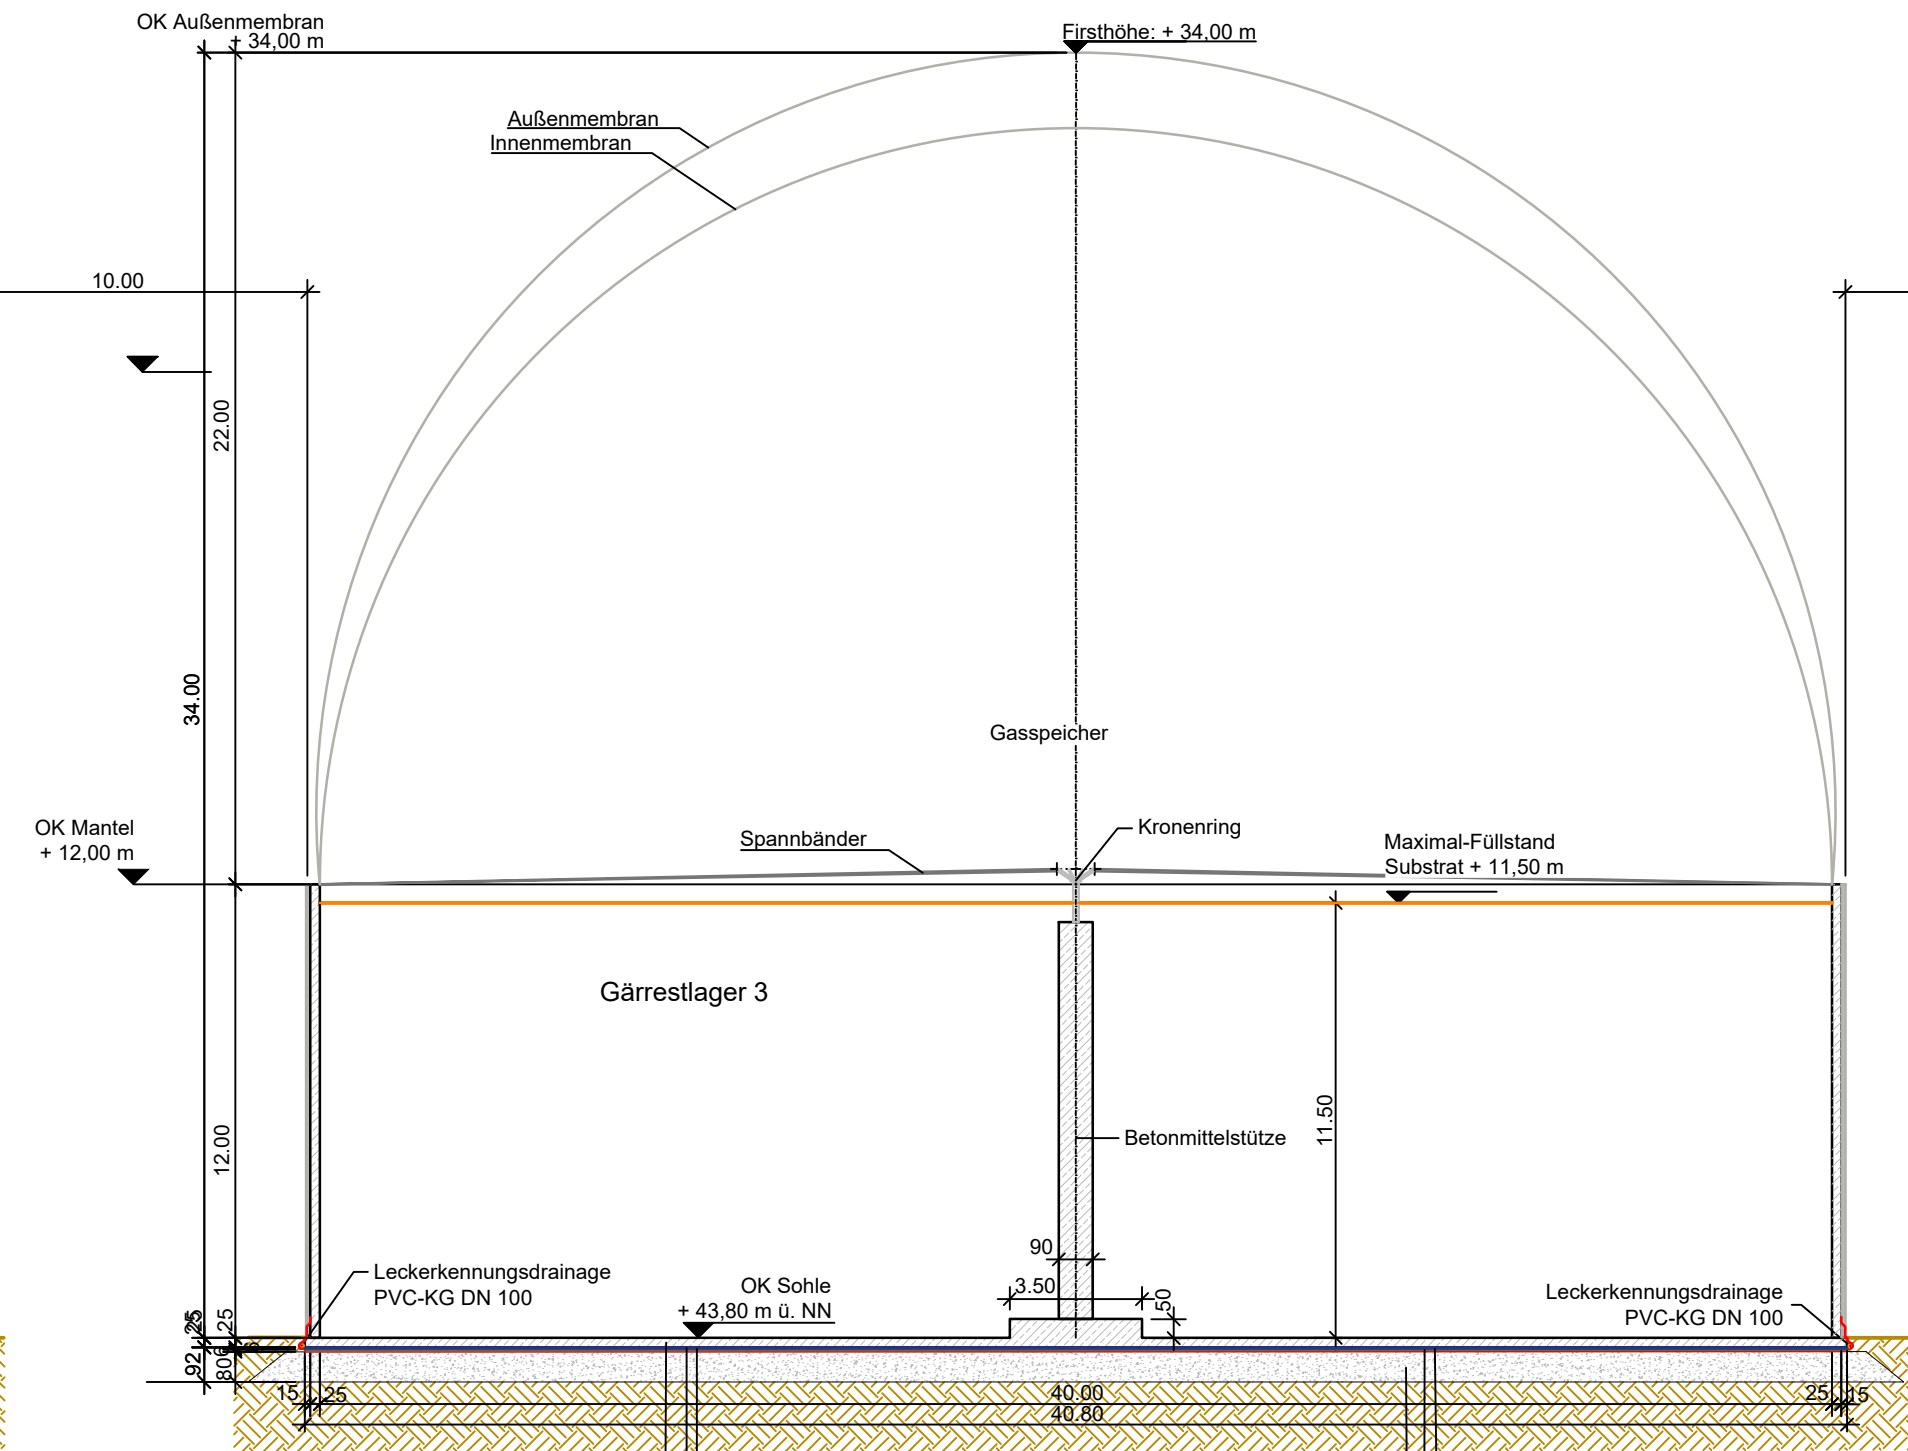 OK Außenmembran
+ 34,00 m
Firsthöhe: + 34,00 m
Außenmembran
Innenmembran
10.00
22.00
34.00
Gasspeicher
OK Mantel
+ 12,00 m
Spannbänder
Kronenring
Maximal-Füllstand
Substrat + 11,50 m
Gärrestlager 3
12.00
11.50
Betonmittelstütze
90
3.50
50
Leckerkennungsdrainage
PVC-KG DN 100
OK Sohle
+ 43,80 m ü. NN
Leckerkennungsdrainage
PVC-KG DN 100
25
25
92
80
15
25
40.00
25
15
40.80